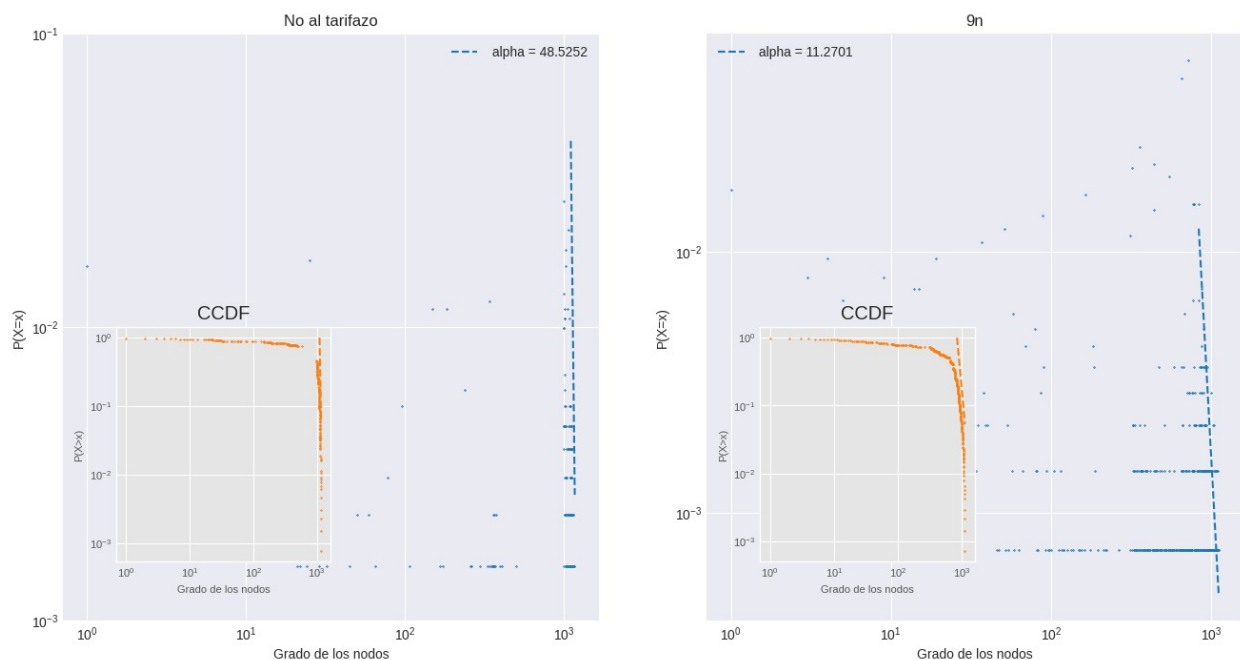 No al tarifazo
alpha = 48.5252
P(X=x)
10⁻¹
10⁻²
10⁻³
CCDF
P(X>x)
10⁰
10⁻¹
10⁻²
10⁻³
10⁰ 10¹ 10² 10³
Grado de los nodos
10⁰ 10¹ 10² 10³
Grado de los nodos
9n
alpha = 11.2701
P(X=x)
10⁻²
10⁻³
CCDF
P(X>x)
10⁰
10⁻¹
10⁻²
10⁻³
10⁰ 10¹ 10² 10³
Grado de los nodos
10⁰ 10¹ 10² 10³
Grado de los nodos